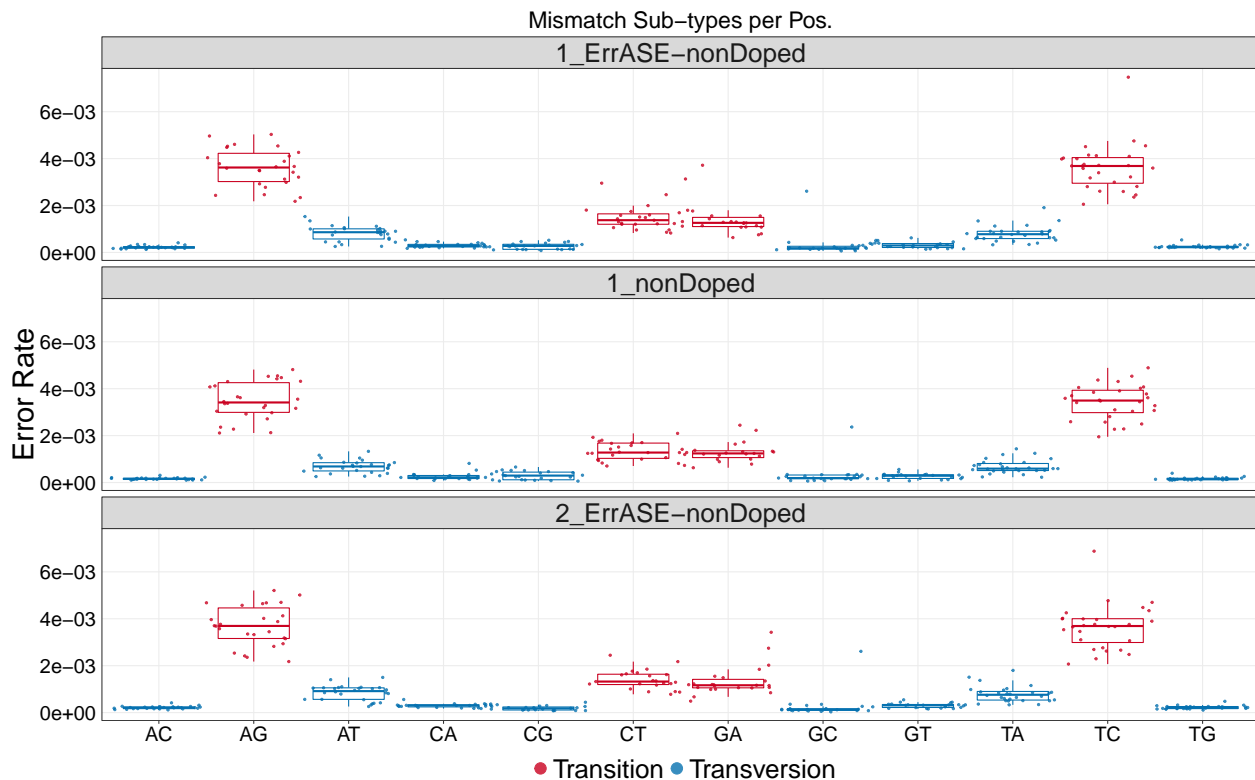 Mismatch Sub−types per Pos.
1_ErrASE−nonDoped
6e−03
4e−03
2e−03
0e+00
1_nonDoped
6e−03
4e−03
2e−03
0e+00
Error Rate
2_ErrASE−nonDoped
6e−03
4e−03
2e−03
0e+00
AC AG AT CA CG CT GA GC GT TA TC TG
Transition Transversion